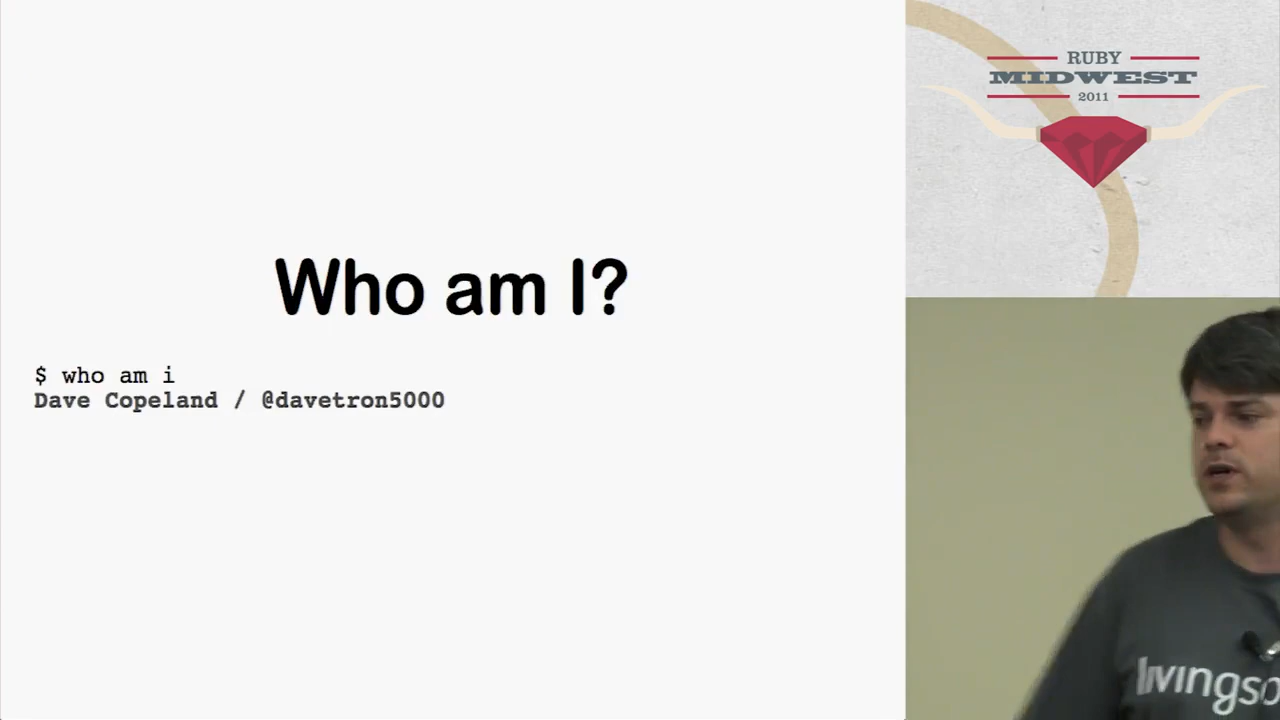 Who am I?
$ who am i
Dave Copeland / @davetron5000
RUBY
MIDWEST
2011
livingso